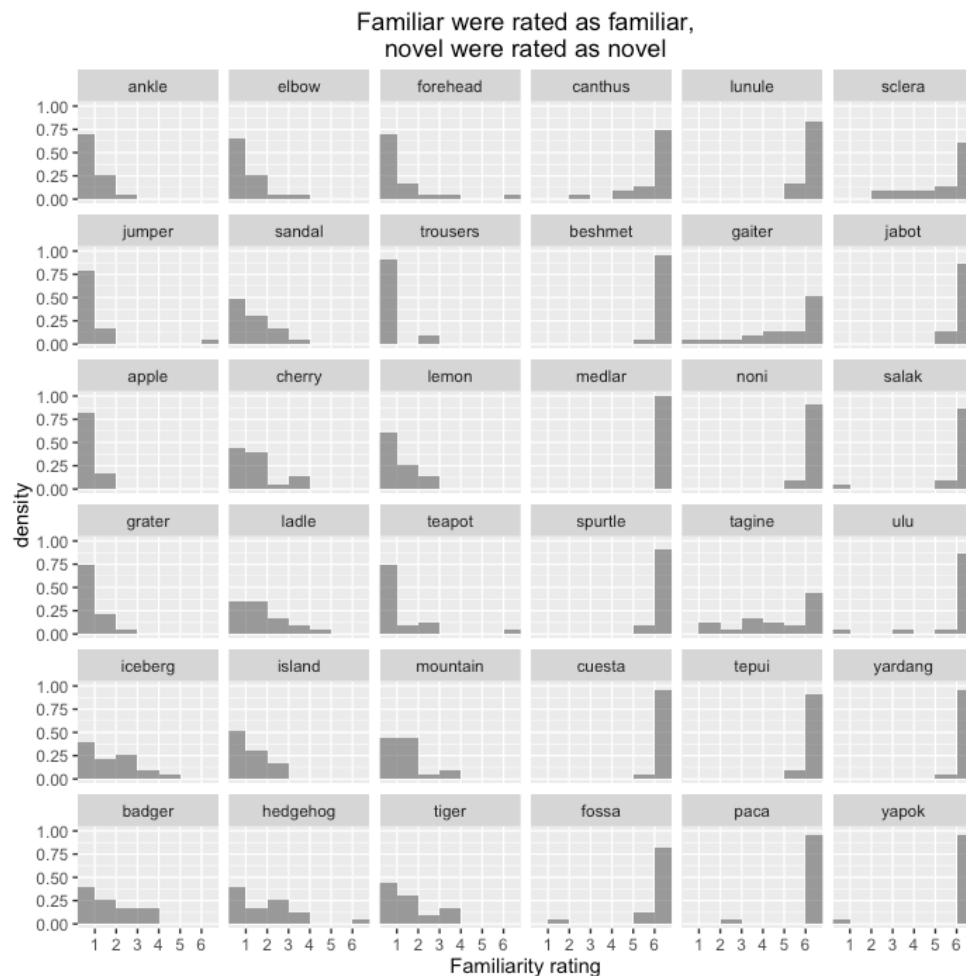 Familiar were rated as familiar,
novel were rated as novel
ankle elbow forehead canthus lunule sclera
1.00
0.75
0.50
0.25
0.00
jumper sandal trousers beshmet gaiter jabot
1.00
0.75
0.50
0.25
0.00
apple cherry lemon medlar noni salak
1.00
0.75
0.50
0.25
0.00
density
grater ladle teapot spurtle tagine ulu
1.00
0.75
0.50
0.25
0.00
iceberg island mountain cuesta tepui yardang
1.00
0.75
0.50
0.25
0.00
badger hedgehog tiger fossa paca yapok
1.00
0.75
0.50
0.25
0.00
1 2 3 4 5 6 1 2 3 4 5 6 1 2 3 4 5 6 1 2 3 4 5 6 1 2 3 4 5 6 1 2 3 4 5 6
Familiarity rating